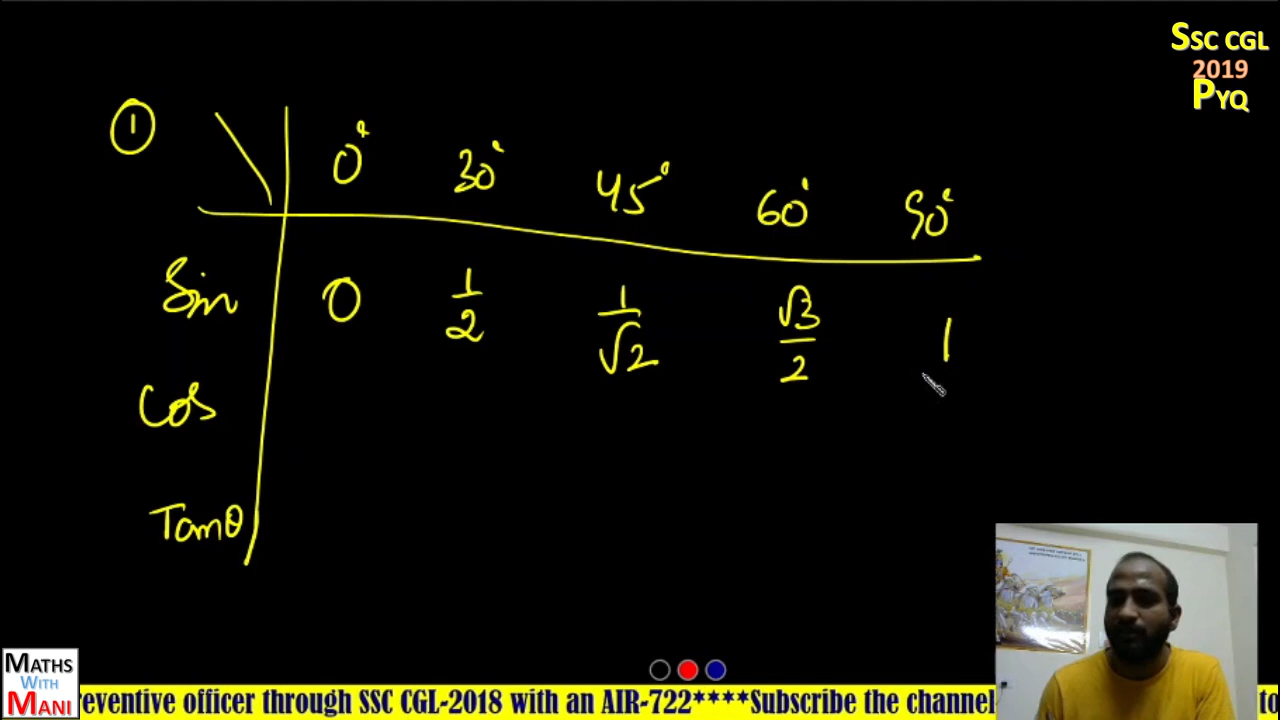 SSC CGL
2019
PYQ
①
0° 30° 45° 60° 90°
Sin 0 1/2 1/√2 √3/2 1
Cos
Tanθ
MATHS
WITH
MANI
eventive officer through SSC CGL-2018 with an AIR-722****Subscribe the channel to